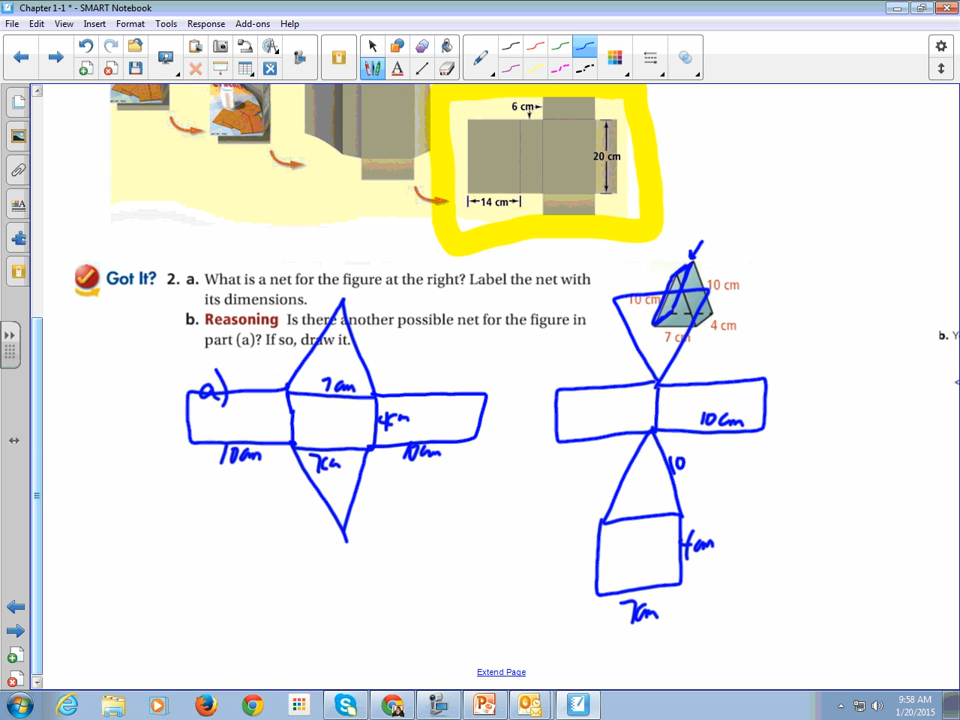 Chapter 1-1 * - SMART Notebook
File Edit View Insert Format Tools Response Add-ons Help
6 cm
20 cm
14 cm
Got It? 2. a. What is a net for the figure at the right? Label the net with
its dimensions.
b. Reasoning Is there another possible net for the figure in
part (a)? If so, draw it.
10 cm
10 cm
4 cm
7 cm
b.
a)
7cm
4cm
10cm
7cm
10cm
10cm
10
4cm
7cm
Extend Page
9:58 AM
1/20/2015